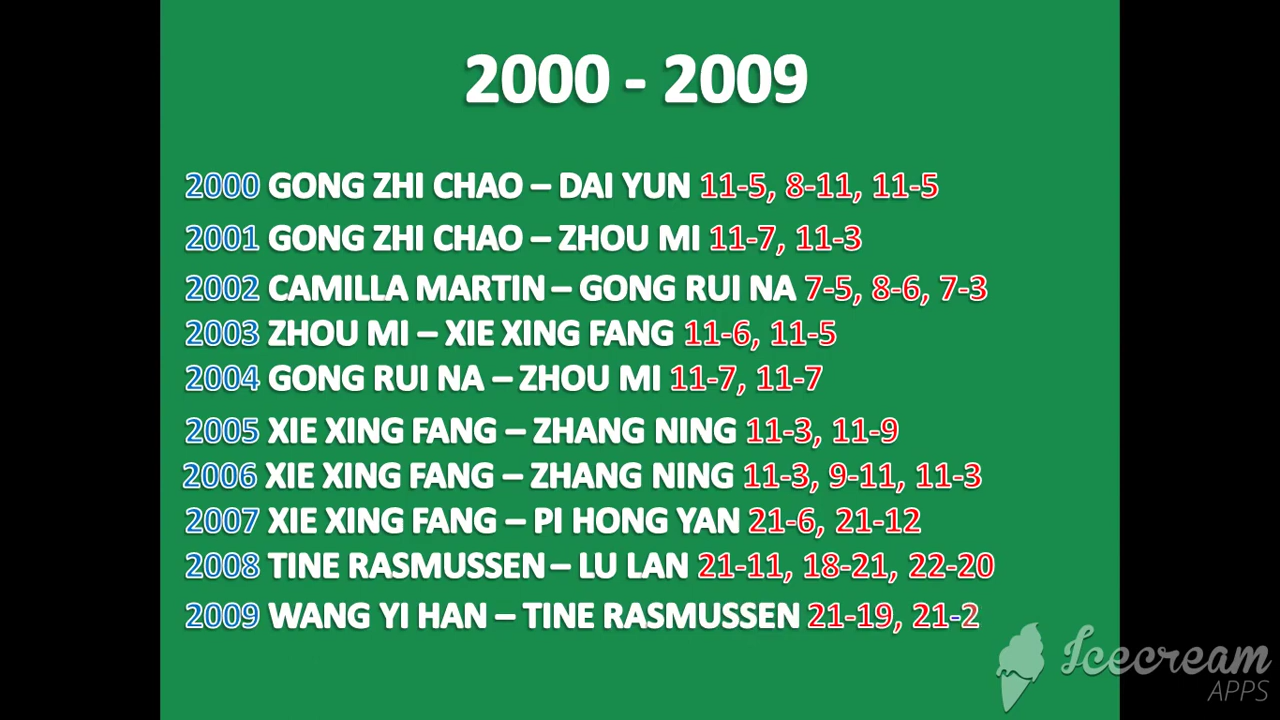 2000 - 2009
2000 GONG ZHI CHAO – DAI YUN 11-5, 8-11, 11-5
2001 GONG ZHI CHAO – ZHOU MI 11-7, 11-3
2002 CAMILLA MARTIN – GONG RUI NA 7-5, 8-6, 7-3
2003 ZHOU MI – XIE XING FANG 11-6, 11-5
2004 GONG RUI NA – ZHOU MI 11-7, 11-7
2005 XIE XING FANG – ZHANG NING 11-3, 11-9
2006 XIE XING FANG – ZHANG NING 11-3, 9-11, 11-3
2007 XIE XING FANG – PI HONG YAN 21-6, 21-12
2008 TINE RASMUSSEN – LU LAN 21-11, 18-21, 22-20
2009 WANG YI HAN – TINE RASMUSSEN 21-19, 21-2
Icecream
APPS